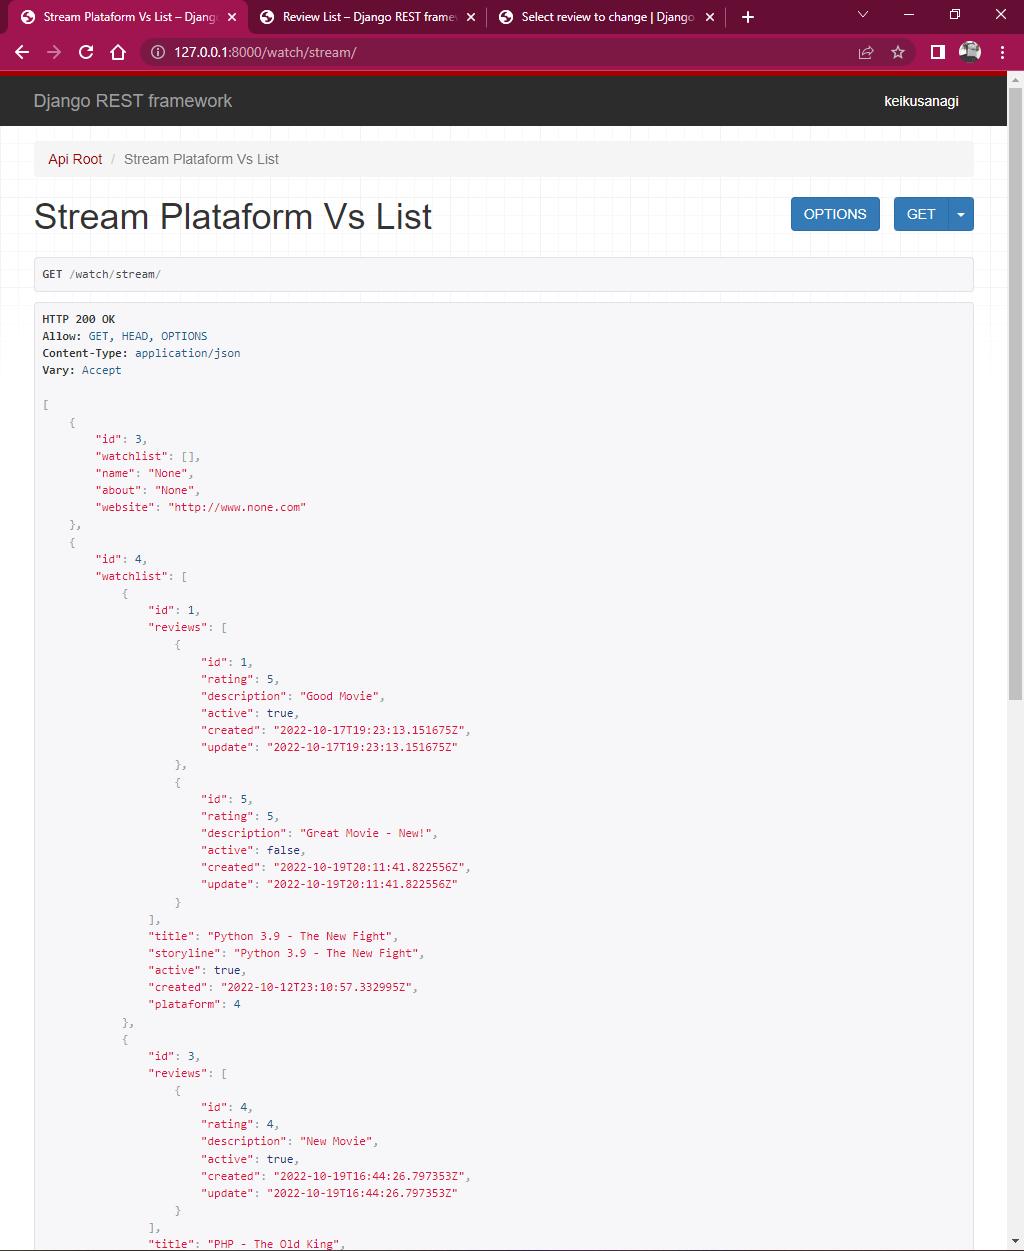 Stream Plataform Vs List – Djang
Review List – Django REST framew
Select review to change | Django
127.0.0.1:8000/watch/stream/
Django REST framework
keikusanagi
Api Root / Stream Plataform Vs List
Stream Plataform Vs List
OPTIONS
GET
GET /watch/stream/
HTTP 200 OK
Allow: GET, HEAD, OPTIONS
Content-Type: application/json
Vary: Accept
[
{
"id": 3,
"watchlist": [],
"name": "None",
"about": "None",
"website": "http://www.none.com"
},
{
"id": 4,
"watchlist": [
{
"id": 1,
"reviews": [
{
"id": 1,
"rating": 5,
"description": "Good Movie",
"active": true,
"created": "2022-10-17T19:23:13.151675Z",
"update": "2022-10-17T19:23:13.151675Z"
},
{
"id": 5,
"rating": 5,
"description": "Great Movie - New!",
"active": false,
"created": "2022-10-19T20:11:41.822556Z",
"update": "2022-10-19T20:11:41.822556Z"
}
],
"title": "Python 3.9 - The New Fight",
"storyline": "Python 3.9 - The New Fight",
"active": true,
"created": "2022-10-12T23:10:57.332995Z",
"plataform": 4
},
{
"id": 3,
"reviews": [
{
"id": 4,
"rating": 4,
"description": "New Movie",
"active": true,
"created": "2022-10-19T16:44:26.797353Z",
"update": "2022-10-19T16:44:26.797353Z"
}
],
"title": "PHP - The Old King",